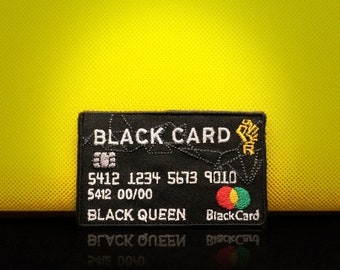 BLACK CARD
5412 1234 5673 9010
5412 00/00
BLACK QUEEN
BlackCard